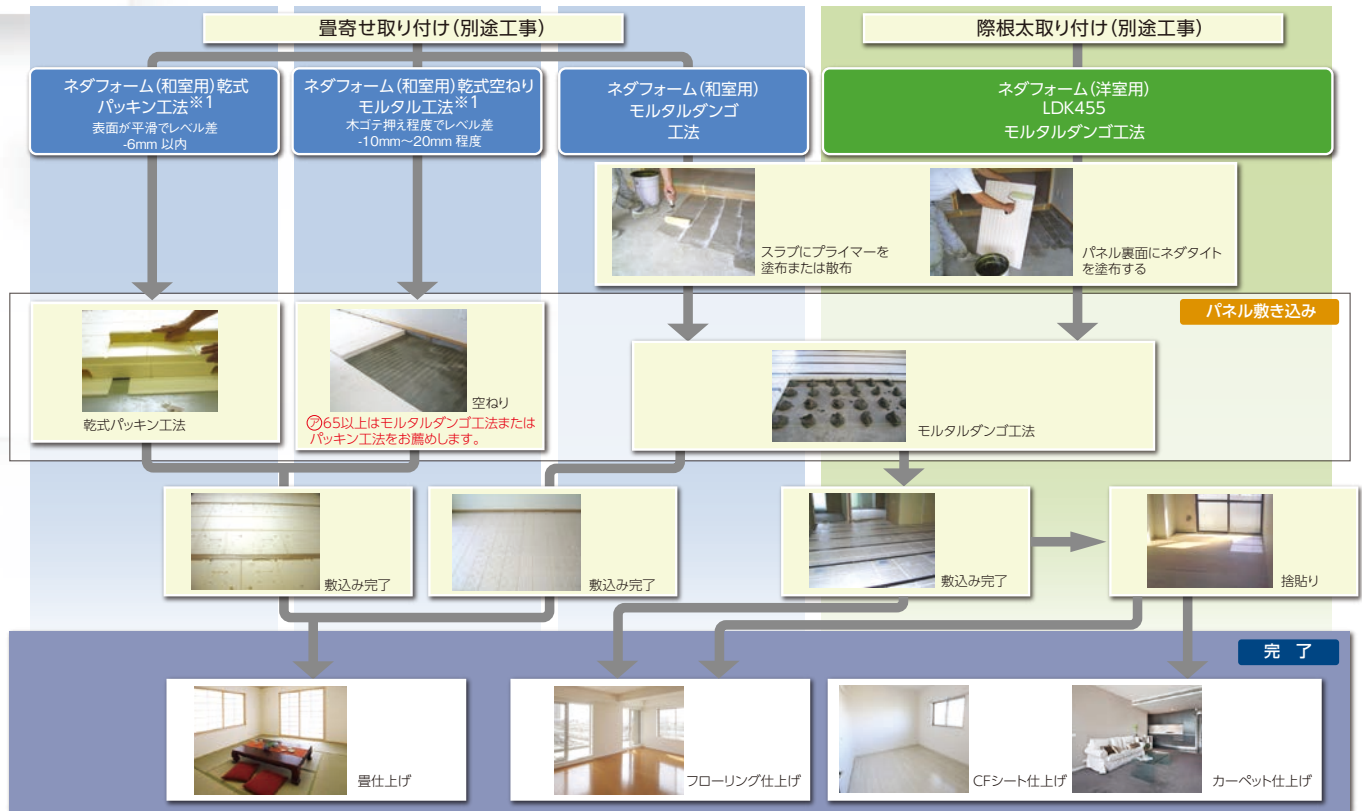 畳寄せ取り付け(別途工事)
際根太取り付け(別途工事)
ネダフォーム(和室用)乾式
パッキン工法※1
表面が平滑でレベル差
-6mm 以内
ネダフォーム(和室用)乾式空ねり
モルタル工法※1
木ゴテ押え程度でレベル差
-10mm～20mm 程度
ネダフォーム(和室用)
モルタルダンゴ
工法
ネダフォーム(洋室用)
LDK455
モルタルダンゴ工法
スラブにプライマーを
塗布または散布
パネル裏面にネダタイト
を塗布する
パネル敷き込み
乾式パッキン工法
空ねり
㋐65以上はモルタルダンゴ工法または
パッキン工法をお薦めします。
モルタルダンゴ工法
敷込み完了
敷込み完了
敷込み完了
捨貼り
完 了
畳仕上げ
フローリング仕上げ
CFシート仕上げ
カーペット仕上げ